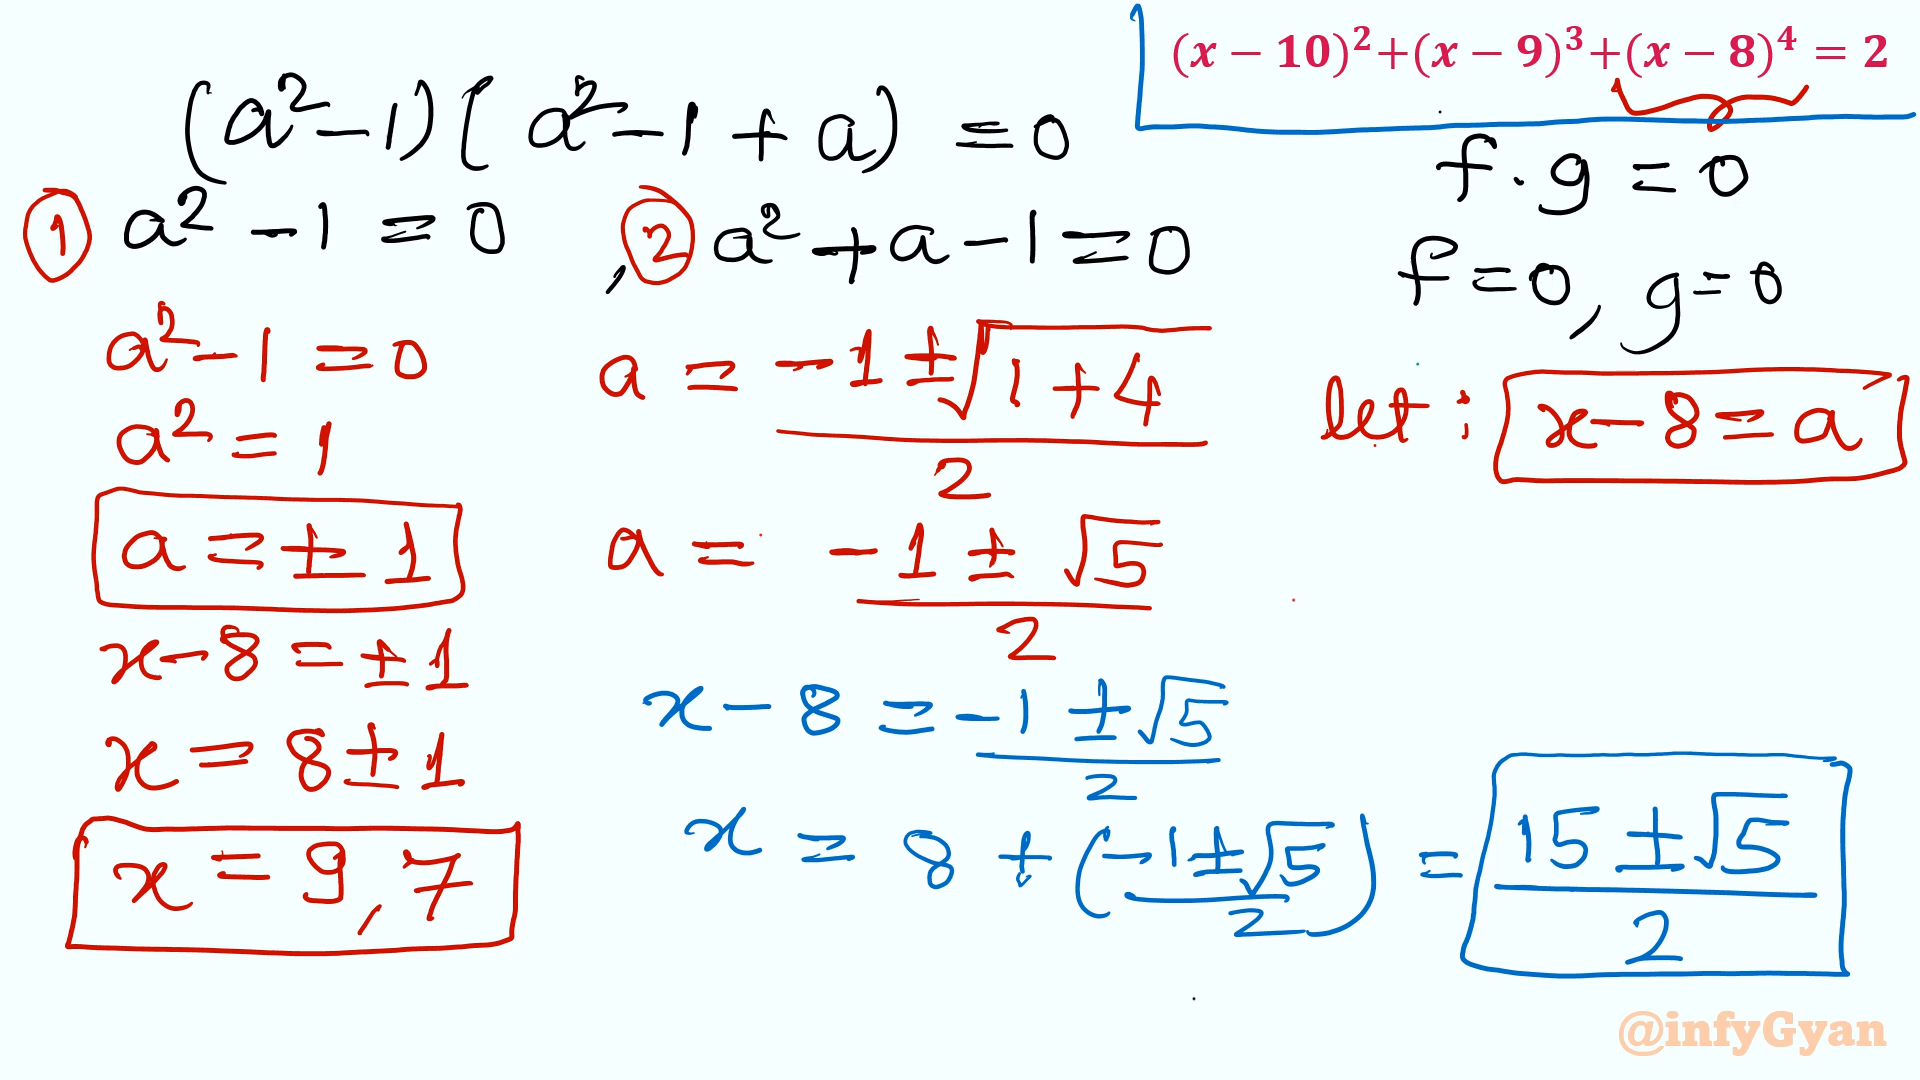 (x − 10)²+(x − 9)³+(x − 8)⁴ = 2
(a²−1)(a²−1+a) = 0
f·g = 0
① a²−1 = 0 , ② a²+a−1 = 0
f=0, g=0
let : x−8 = a
a²−1 = 0
a² = 1
a = ±1
x−8 = ±1
x = 8±1
x = 9, 7
a = (−1±√(1+4))/2
a = (−1±√5)/2
x−8 = (−1±√5)/2
x = 8+((−1±√5)/2) = (15±√5)/2
@infyGyan